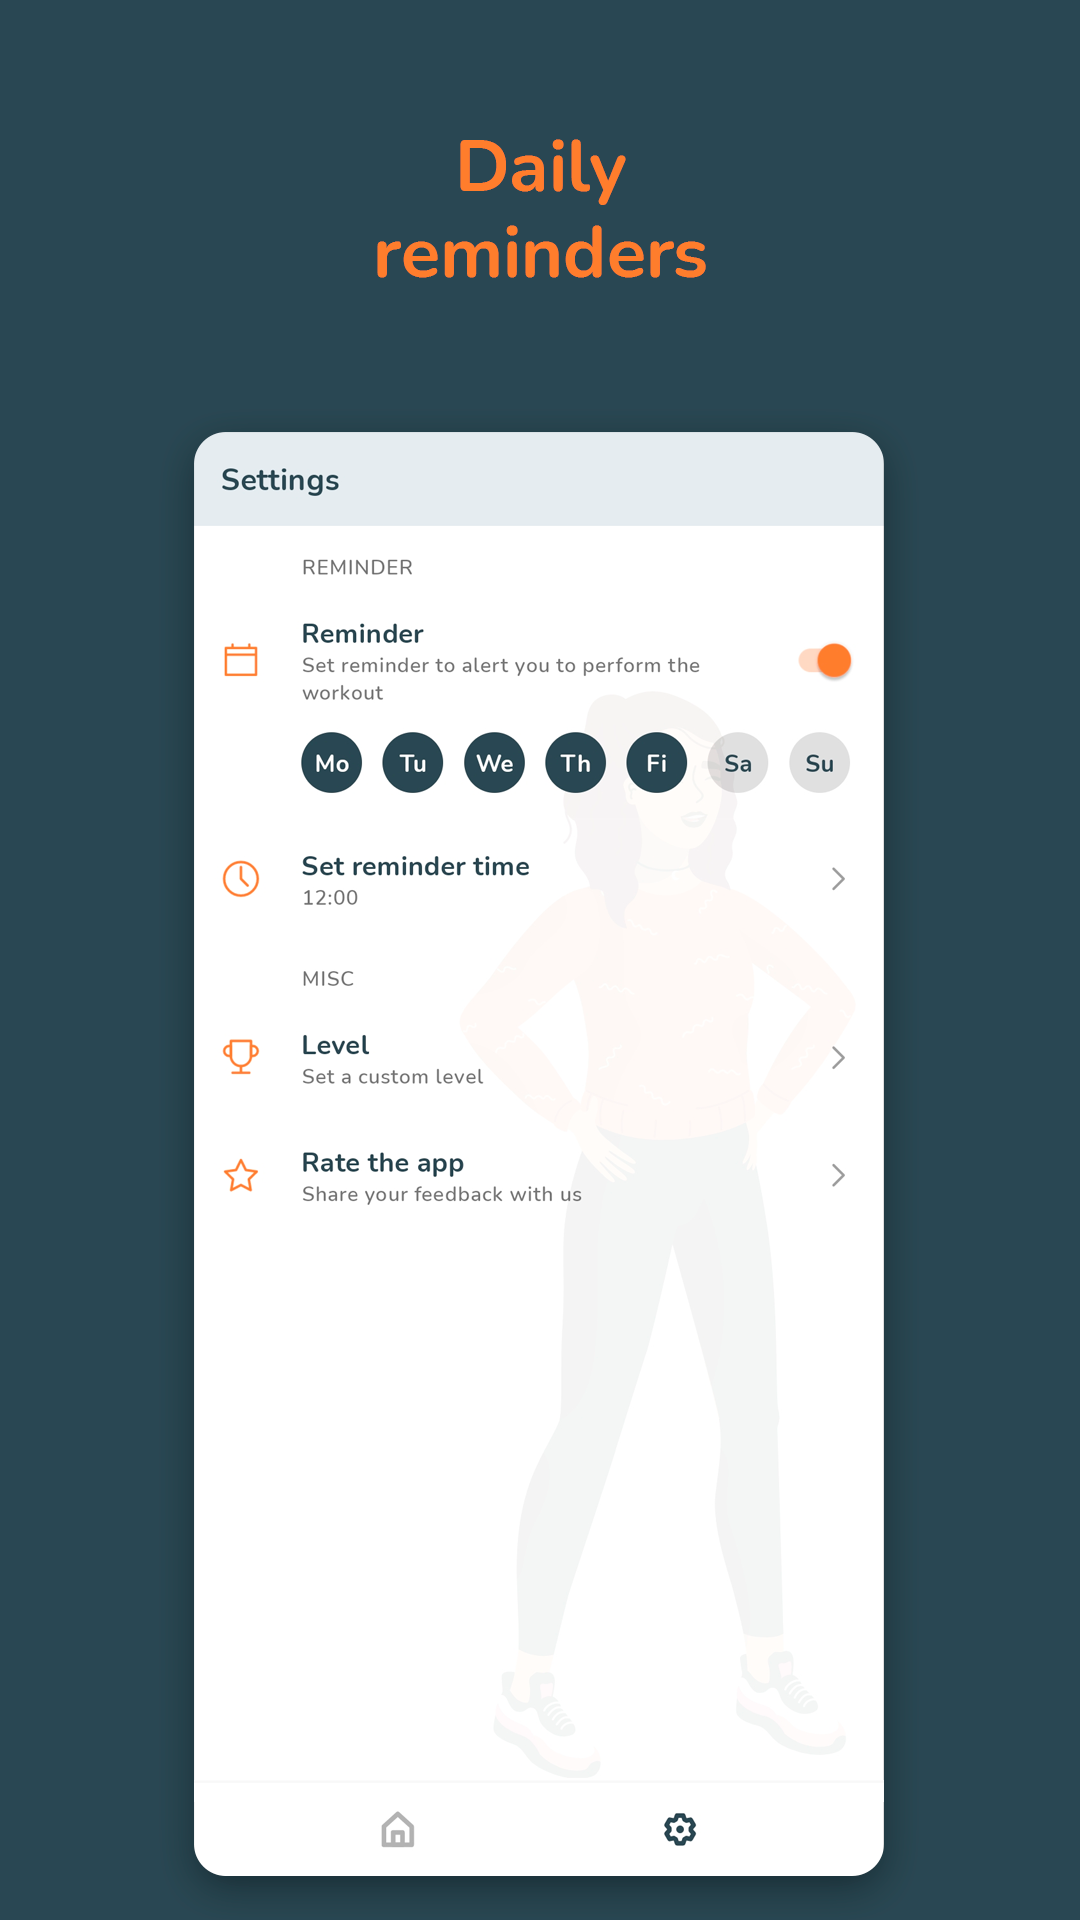 Daily
reminders
Settings
REMINDER
Reminder
Set reminder to alert you to perform the
workout
Mo Tu We Th Fi Sa Su
Set reminder time
12:00
MISC
Level
Set a custom level
Rate the app
Share your feedback with us